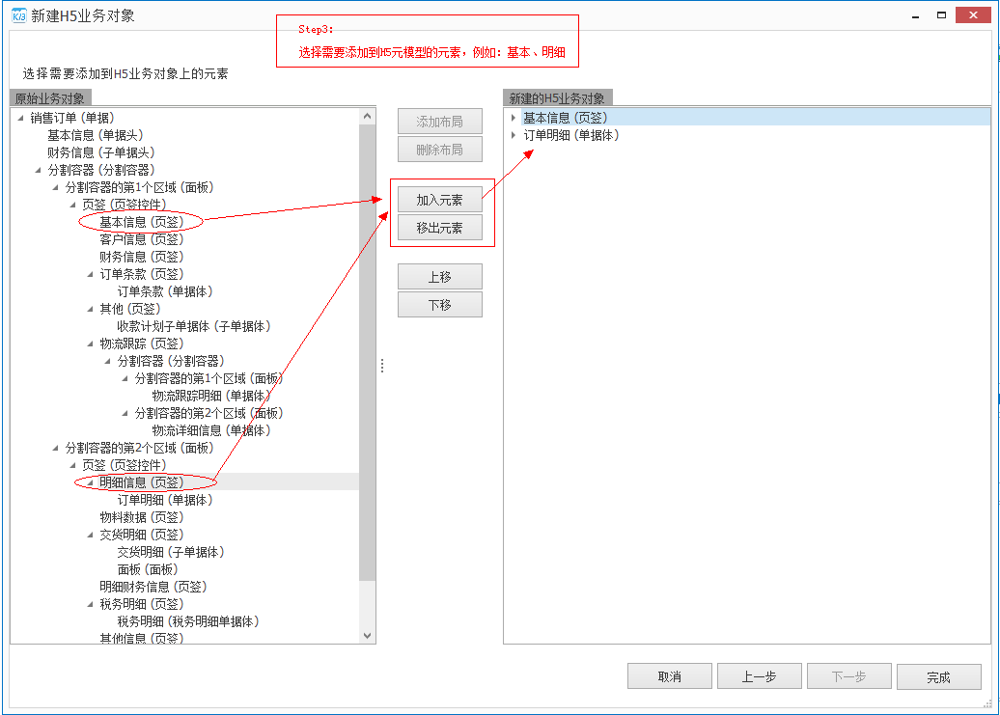 K/3 新建H5业务对象
Step3:
选择需要添加到H5元模型的元素，例如：基本、明细
选择需要添加到H5业务对象上的元素
原始业务对象
销售订单 (单据)
基本信息 (单据头)
财务信息 (子单据头)
分割容器 (分割容器)
分割容器的第1个区域 (面板)
页签 (页签控件)
基本信息 (页签)
客户信息 (页签)
财务信息 (页签)
订单条款 (页签)
订单条款 (单据体)
其他 (页签)
收款计划子单据体 (子单据体)
物流跟踪 (页签)
分割容器 (分割容器)
分割容器的第1个区域 (面板)
物流跟踪明细 (单据体)
分割容器的第2个区域 (面板)
物流详细信息 (单据体)
分割容器的第2个区域 (面板)
页签 (页签控件)
明细信息 (页签)
订单明细 (单据体)
物料数据 (页签)
交货明细 (页签)
交货明细 (子单据体)
面板 (面板)
明细财务信息 (页签)
税务明细 (页签)
税务明细 (税务明细单据体)
其他信息 (页签)
添加布局
删除布局
加入元素
移出元素
上移
下移
新建的H5业务对象
基本信息 (页签)
订单明细 (单据体)
取消
上一步
下一步
完成